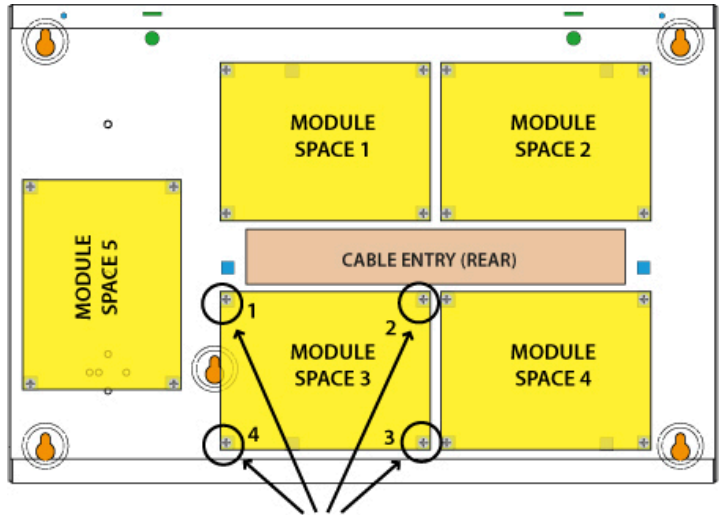 MODULE
SPACE 1
MODULE
SPACE 2
MODULE
SPACE 5
CABLE ENTRY (REAR)
1
2
MODULE
SPACE 3
MODULE
SPACE 4
4
3